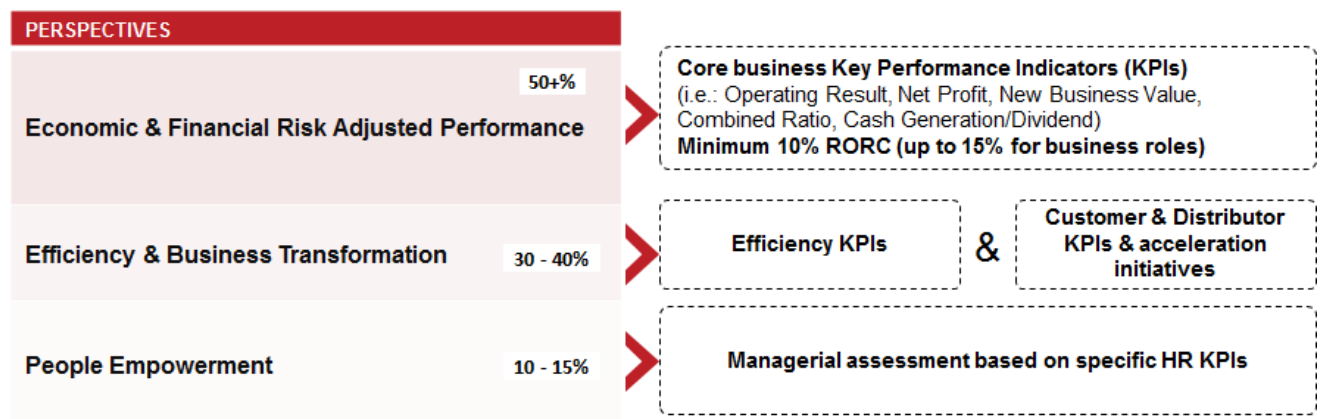 PERSPECTIVES
50+%
Economic & Financial Risk Adjusted Performance
Core business Key Performance Indicators (KPIs)
(i.e.: Operating Result, Net Profit, New Business Value,
Combined Ratio, Cash Generation/Dividend)
Minimum 10% RORC (up to 15% for business roles)
Efficiency & Business Transformation
30 - 40%
Efficiency KPIs
&
Customer & Distributor
KPIs & acceleration
initiatives
People Empowerment
10 - 15%
Managerial assessment based on specific HR KPIs